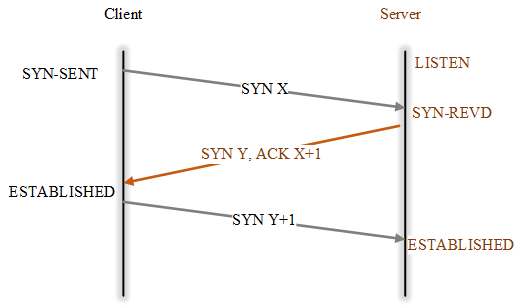 Client
Server
LISTEN
SYN-SENT
SYN X
SYN-REVD
SYN Y, ACK X+1
ESTABLISHED
SYN Y+1
ESTABLISHED